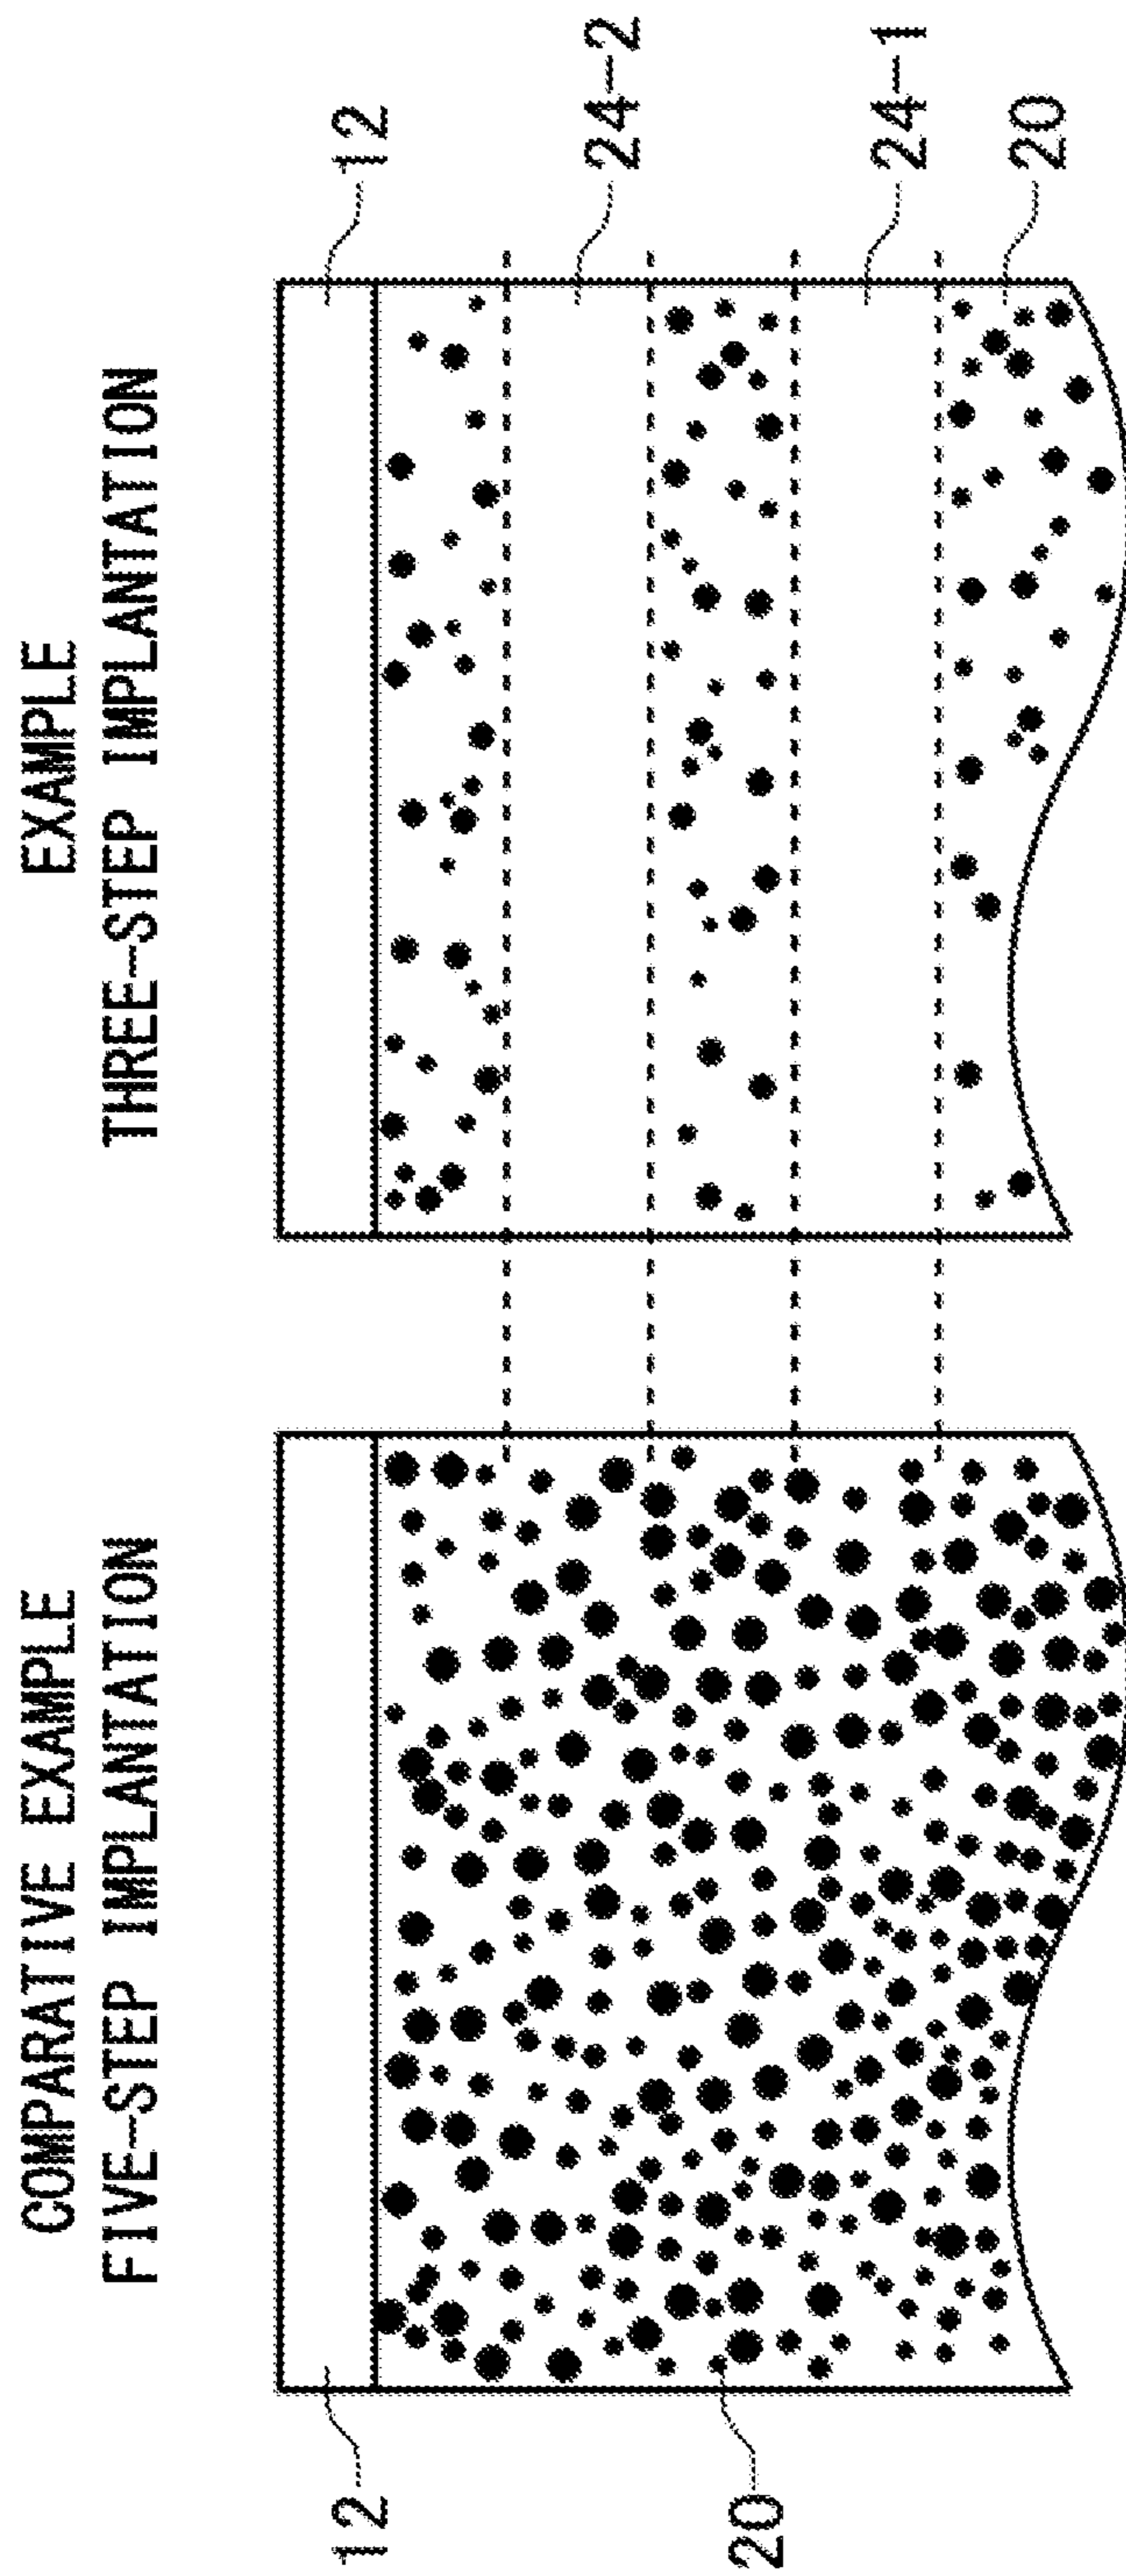 COMPARATIVE EXAMPLE
FIVE-STEP IMPLANTATION
12
20
EXAMPLE
THREE-STEP IMPLANTATION
12
24-2
24-1
20